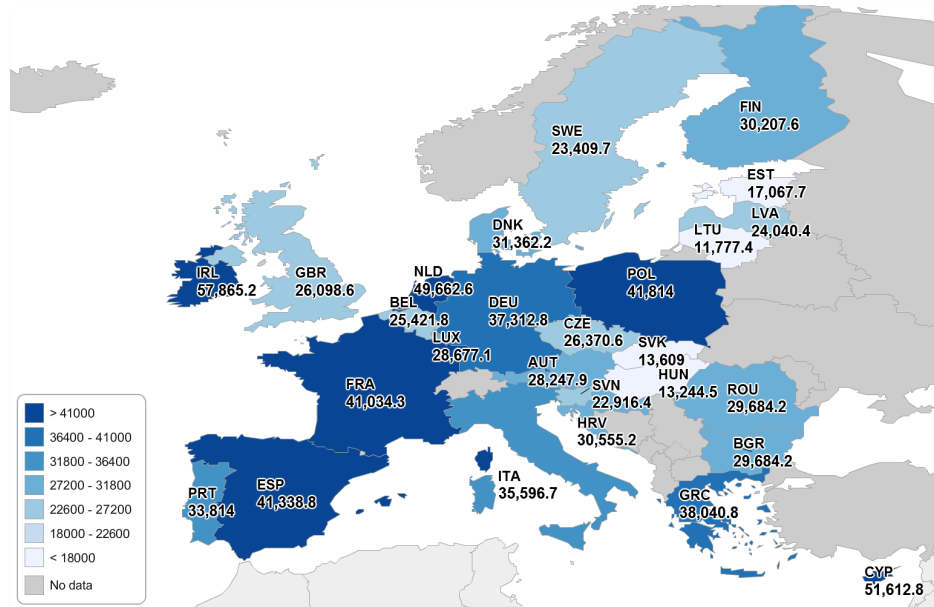 FIN
30,207.6
SWE
23,409.7
EST
17,067.7
LVA
24,040.4
LTU
11,777.4
DNK
31,362.2
IRL
57,865.2
GBR
26,098.6
NLD
49,662.6
POL
41,814
BEL
25,421.8
DEU
37,312.8
CZE
26,370.6
LUX
28,677.1
SVK
13,609
AUT
28,247.9
HUN
13,244.5
FRA
41,034.3
SVN
22,916.4
ROU
29,684.2
HRV
30,555.2
BGR
29,684.2
ITA
35,596.7
ESP
41,338.8
PRT
33,814
GRC
38,040.8
CYP
51,612.8
> 41000
36400 - 41000
31800 - 36400
27200 - 31800
22600 - 27200
18000 - 22600
< 18000
No data